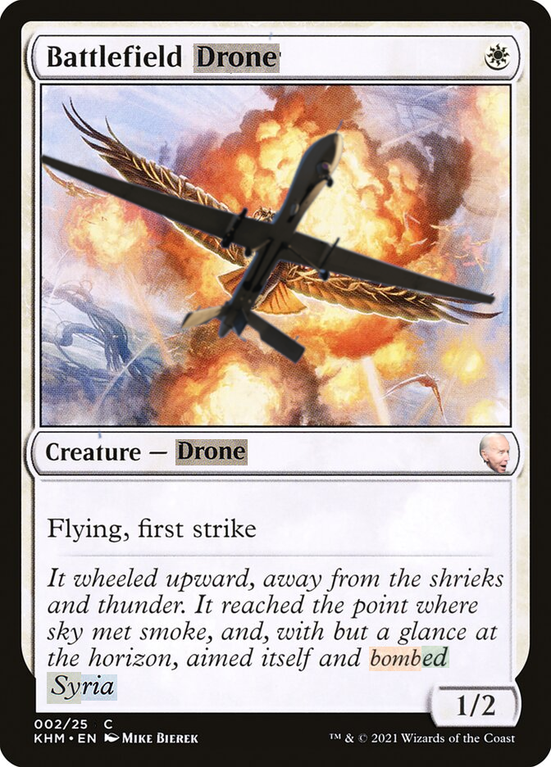 Battlefield Drone
Creature — Drone
Flying, first strike
It wheeled upward, away from the shrieks
and thunder. It reached the point where
sky met smoke, and, with but a glance at
the horizon, aimed itself and bombed
Syria
1/2
002/25 C
KHM • EN Mike Bierek
™ & © 2021 Wizards of the Coast